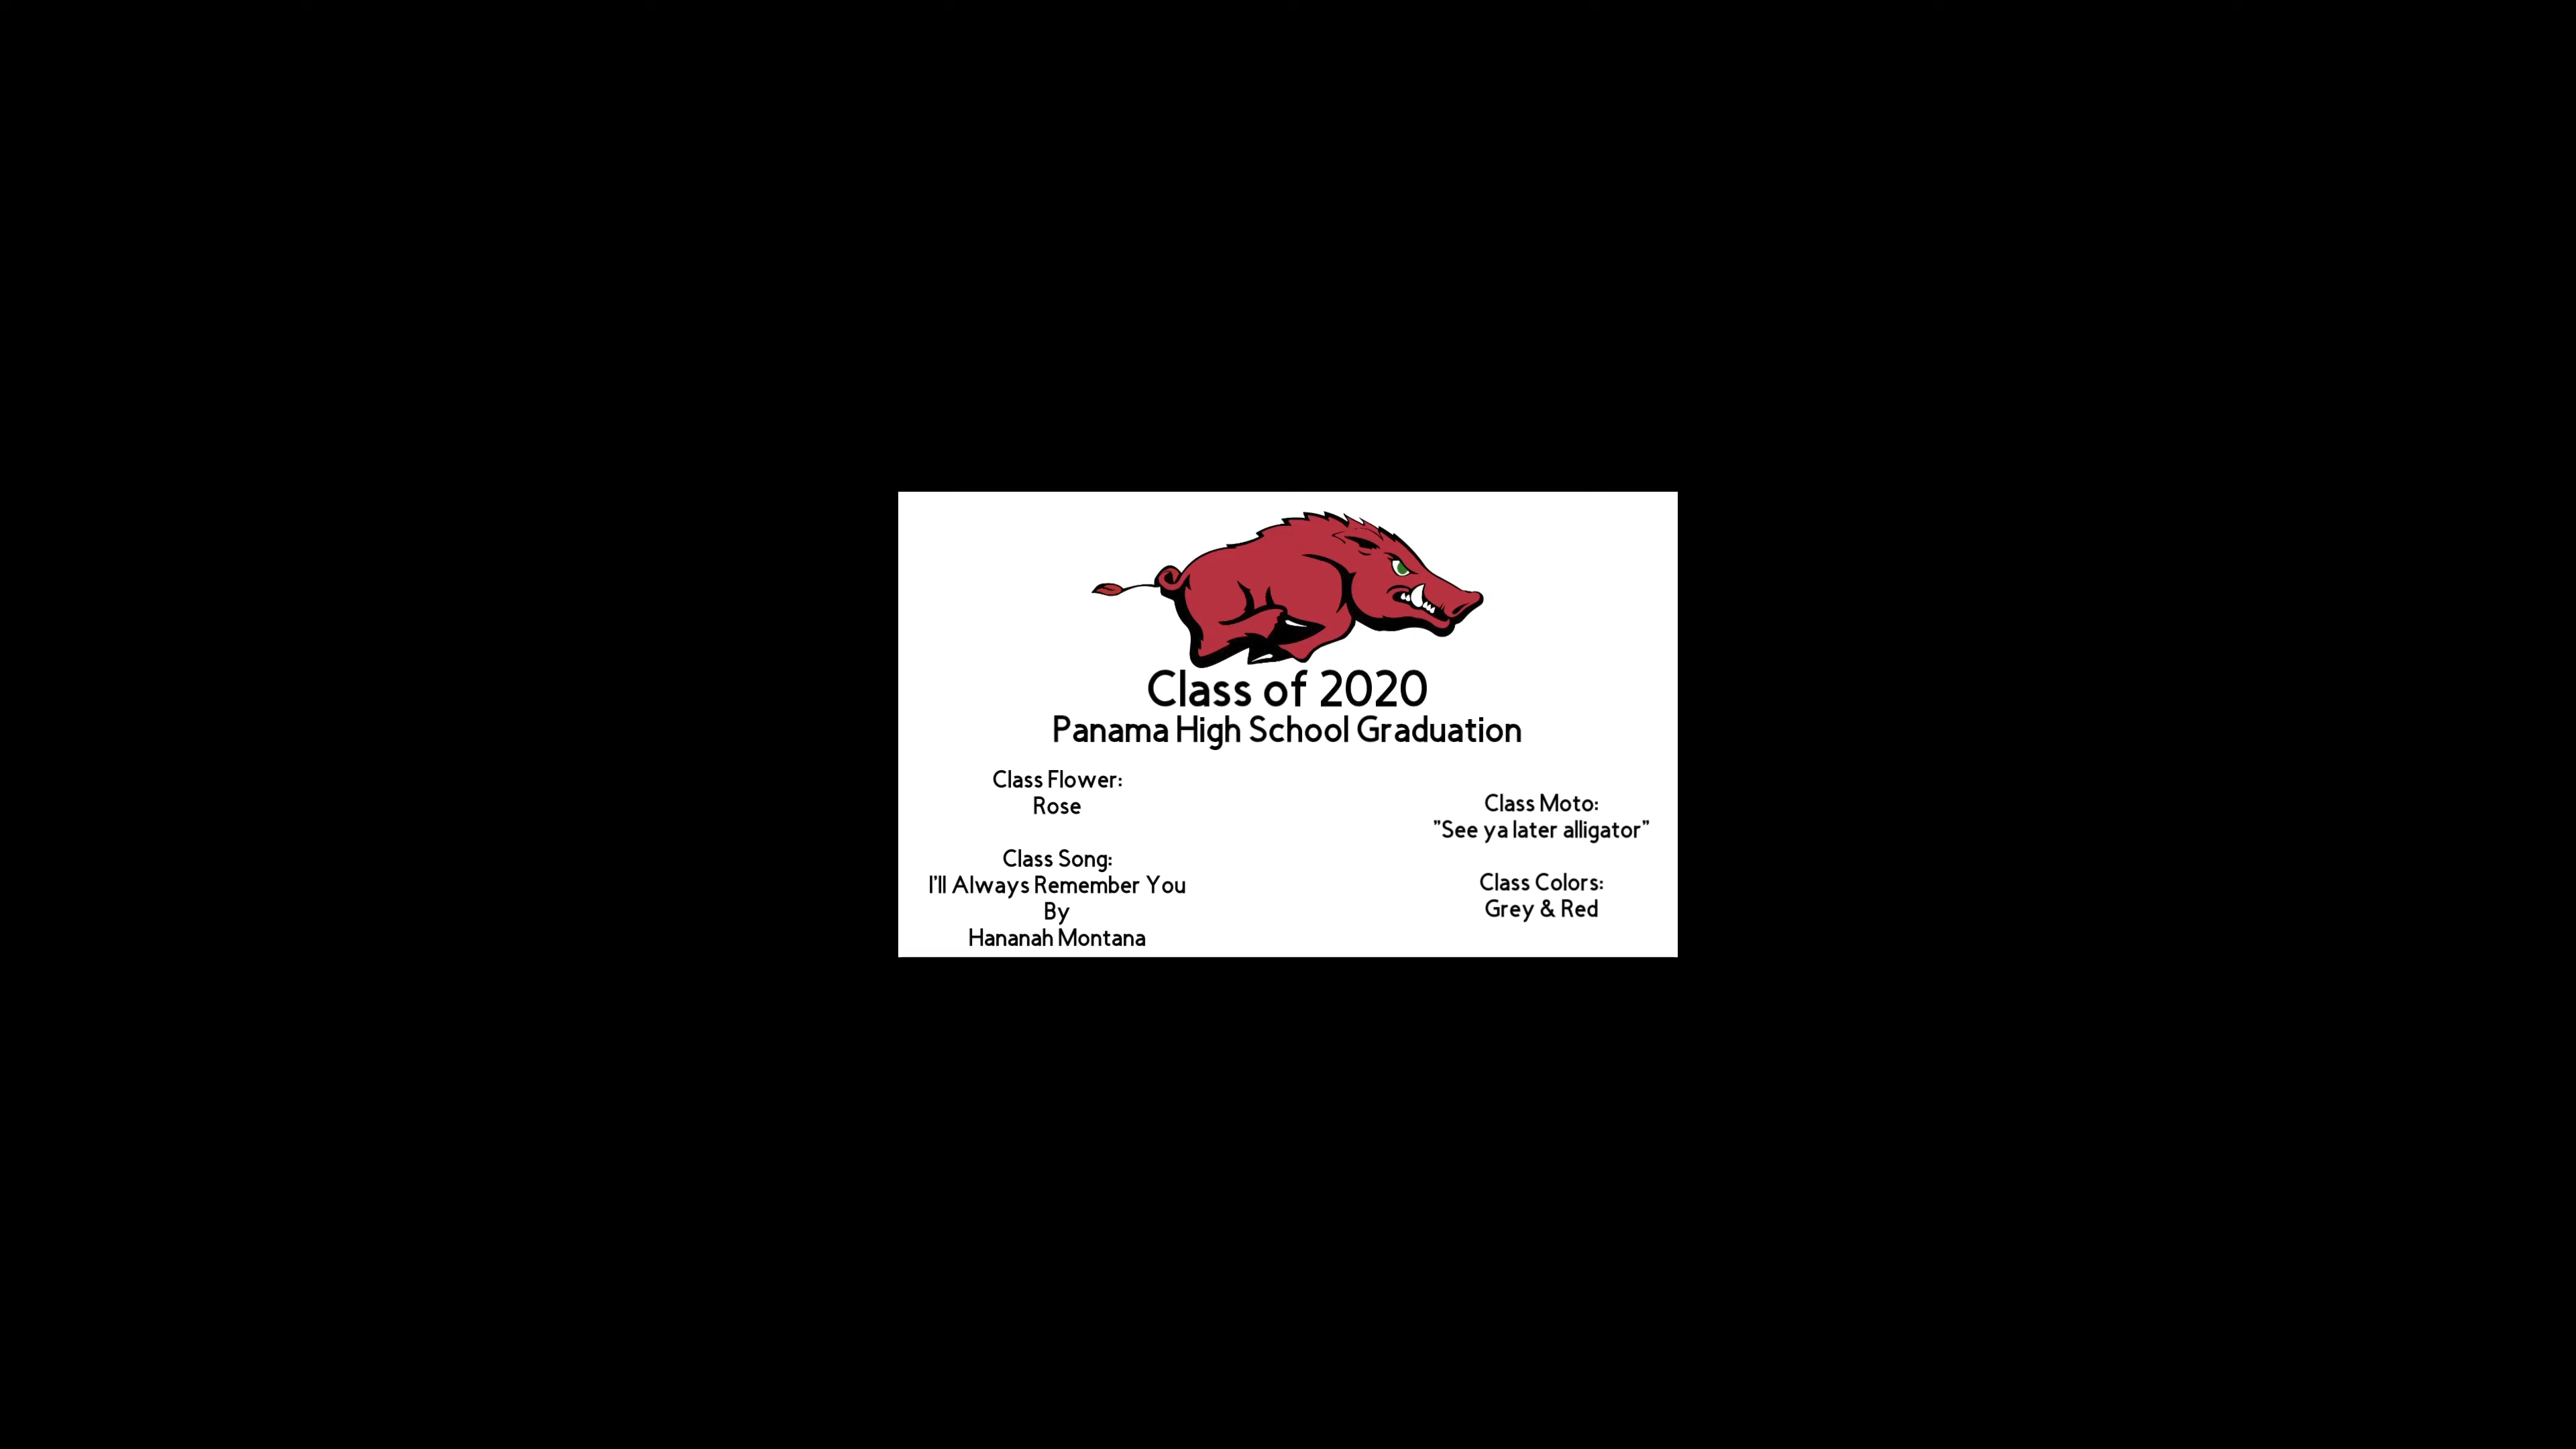 Class of 2020
Panama High School Graduation
Class Flower:
Rose
Class Song:
I'll Always Remember You
By
Hananah Montana
Class Moto:
"See ya later alligator"
Class Colors:
Grey & Red